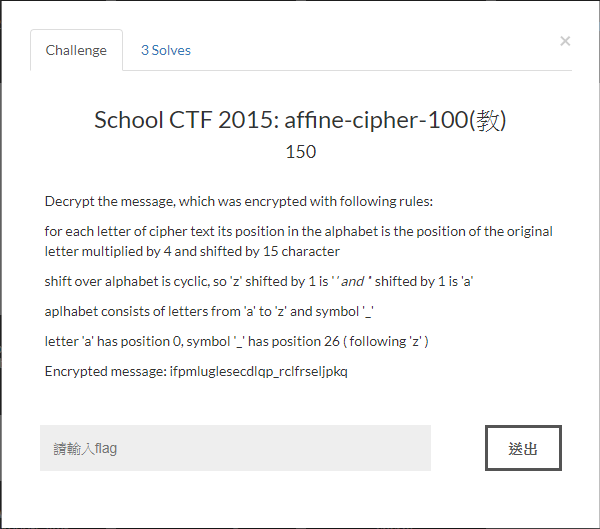 Challenge
3 Solves
×
School CTF 2015: affine-cipher-100(教)
150
Decrypt the message, which was encrypted with following rules:
for each letter of cipher text its position in the alphabet is the position of the original
letter multiplied by 4 and shifted by 15 character
shift over alphabet is cyclic, so 'z' shifted by 1 is '' and '' shifted by 1 is 'a'
aplhabet consists of letters from 'a' to 'z' and symbol '_'
letter 'a' has position 0, symbol '_' has position 26 ( following 'z' )
Encrypted message: ifpmluglesecdlqp_rclfrseljpkq
請輸入flag
送出